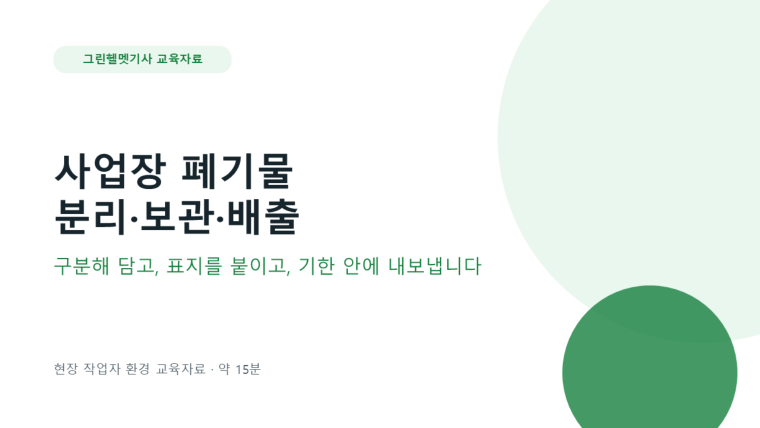 그린헬멧기사 교육자료
사업장 폐기물
분리·보관·배출
구분해 담고, 표지를 붙이고, 기한 안에 내보냅니다
현장 작업자 환경 교육자료 · 약 15분